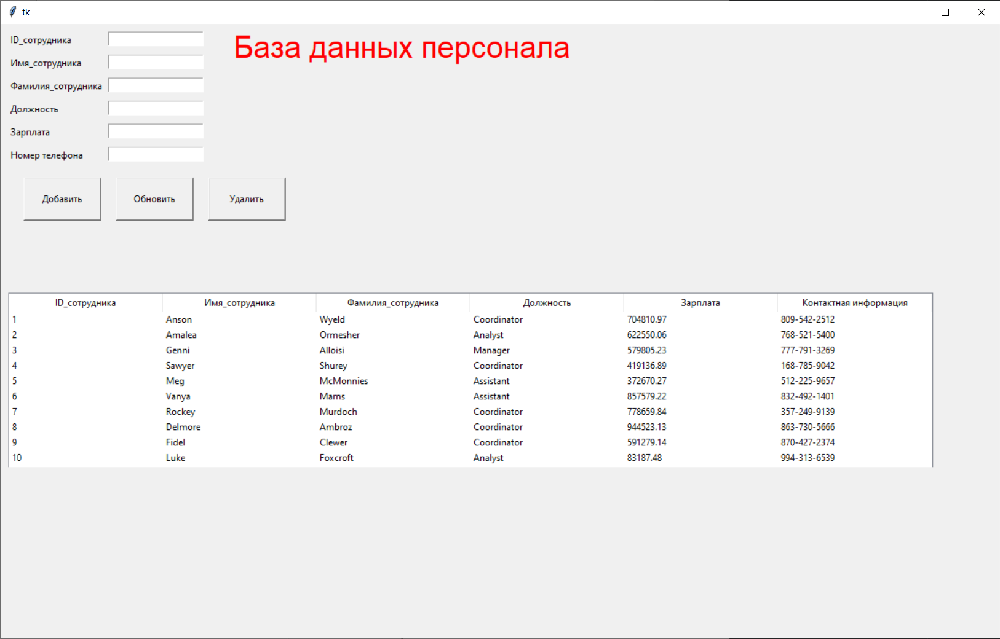 tk
База данных персонала
ID_сотрудника
Имя_сотрудника
Фамилия_сотрудника
Должность
Зарплата
Номер телефона
Добавить Обновить Удалить
ID_сотрудника Имя_сотрудника Фамилия_сотрудника Должность Зарплата Контактная информация
1 Anson Wyeld Coordinator 704810.97 809-542-2512
2 Amalea Ormesher Analyst 622550.06 768-521-5400
3 Genni Alloisi Manager 579805.23 777-791-3269
4 Sawyer Shurey Coordinator 419136.89 168-785-9042
5 Meg McMonnies Assistant 372670.27 512-225-9657
6 Vanya Marns Assistant 857579.22 832-492-1401
7 Rockey Murdoch Coordinator 778659.84 357-249-9139
8 Delmore Ambroz Coordinator 944523.13 863-730-5666
9 Fidel Clewer Coordinator 591279.14 870-427-2374
10 Luke Foxcroft Analyst 83187.48 994-313-6539